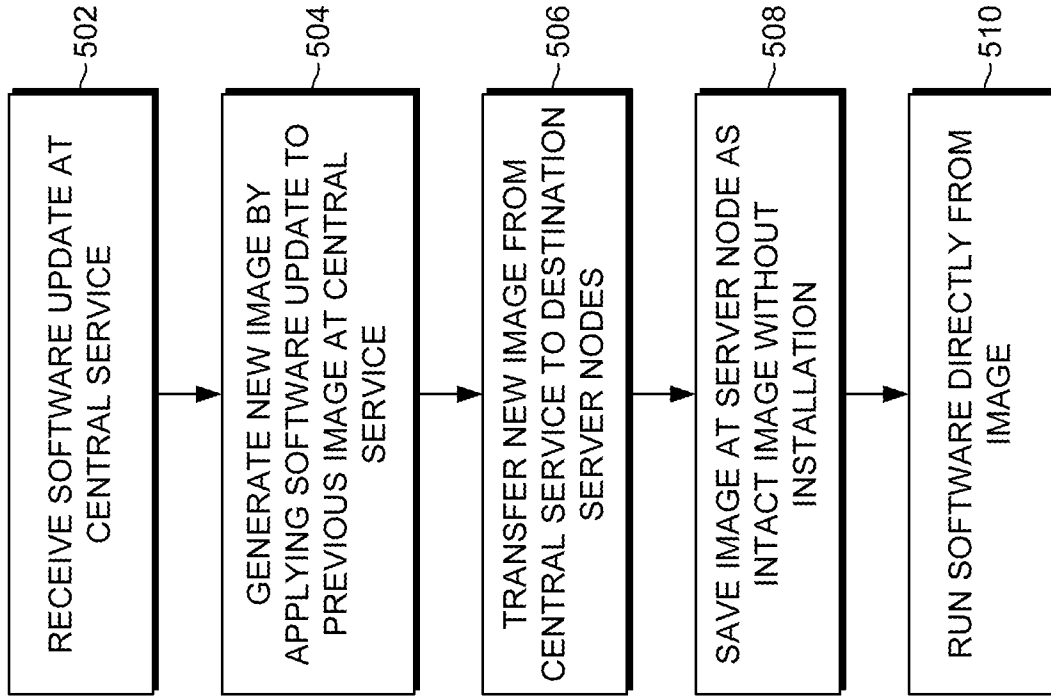 RECEIVE SOFTWARE UPDATE AT
CENTRAL SERVICE
502
GENERATE NEW IMAGE BY
APPLYING SOFTWARE UPDATE TO
PREVIOUS IMAGE AT CENTRAL
SERVICE
504
TRANSFER NEW IMAGE FROM
CENTRAL SERVICE TO DESTINATION
SERVER NODES
506
SAVE IMAGE AT SERVER NODE AS
INTACT IMAGE WITHOUT
INSTALLATION
508
RUN SOFTWARE DIRECTLY FROM
IMAGE
510